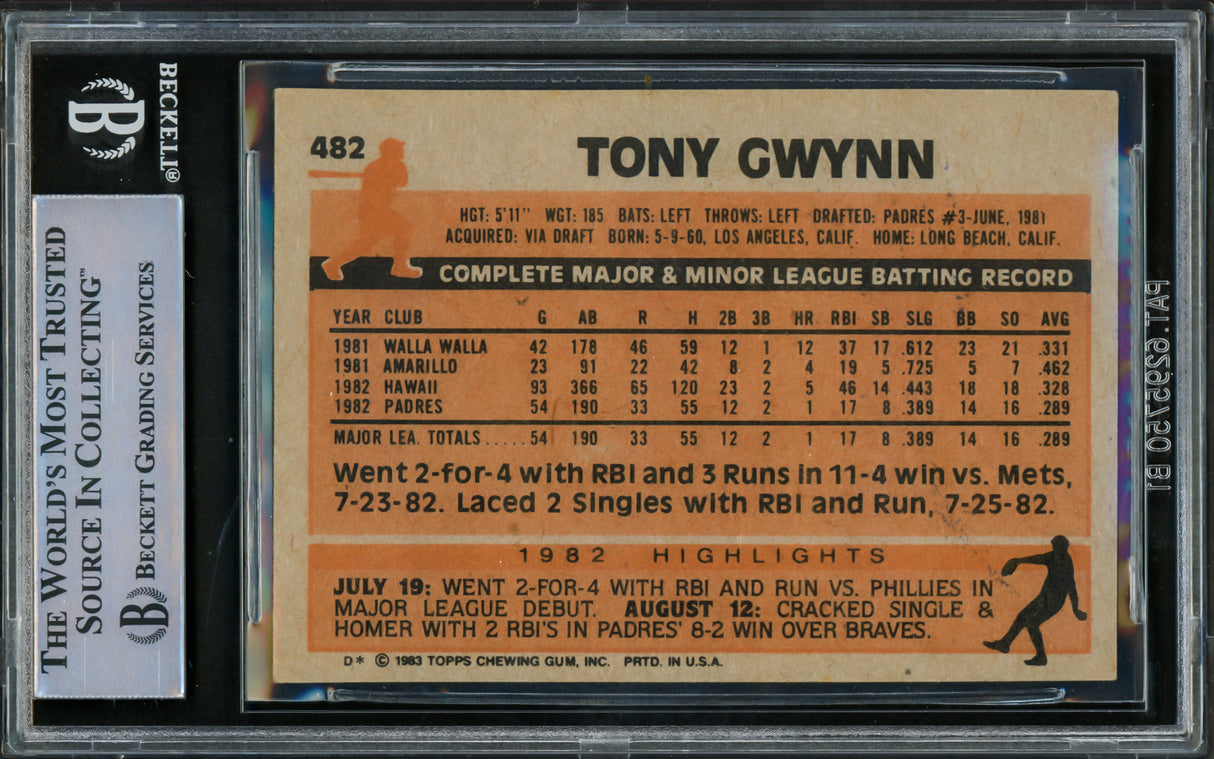 BECKETT®
THE WORLD'S MOST TRUSTED
SOURCE IN COLLECTING™
B BECKETT GRADING SERVICES
482
TONY GWYNN
HGT: 5'11" WGT: 185 BATS: LEFT THROWS: LEFT DRAFTED: PADRES #3-JUNE, 1981
ACQUIRED: VIA DRAFT BORN: 5-9-60, LOS ANGELES, CALIF. HOME: LONG BEACH, CALIF.
COMPLETE MAJOR & MINOR LEAGUE BATTING RECORD
YEAR CLUB G AB R H 2B 3B HR RBI SB SLG BB SO AVG
1981 WALLA WALLA 42 178 46 59 12 1 12 37 17 .612 23 21 .331
1981 AMARILLO 23 91 22 42 8 2 4 19 5 .725 5 7 .462
1982 HAWAII 93 366 65 120 23 2 5 46 14 .443 18 18 .328
1982 PADRES 54 190 33 55 12 2 1 17 8 .389 14 16 .289
MAJOR LEA. TOTALS.....54 190 33 55 12 2 1 17 8 .389 14 16 .289
Went 2-for-4 with RBI and 3 Runs in 11-4 win vs. Mets,
7-23-82. Laced 2 Singles with RBI and Run, 7-25-82.
1982 HIGHLIGHTS
JULY 19: WENT 2-FOR-4 WITH RBI AND RUN VS. PHILLIES IN
MAJOR LEAGUE DEBUT. AUGUST 12: CRACKED SINGLE &
HOMER WITH 2 RBI'S IN PADRES' 8-2 WIN OVER BRAVES.
D* © 1983 TOPPS CHEWING GUM, INC. PRTD. IN U.S.A.
PAT. 6295750 B1